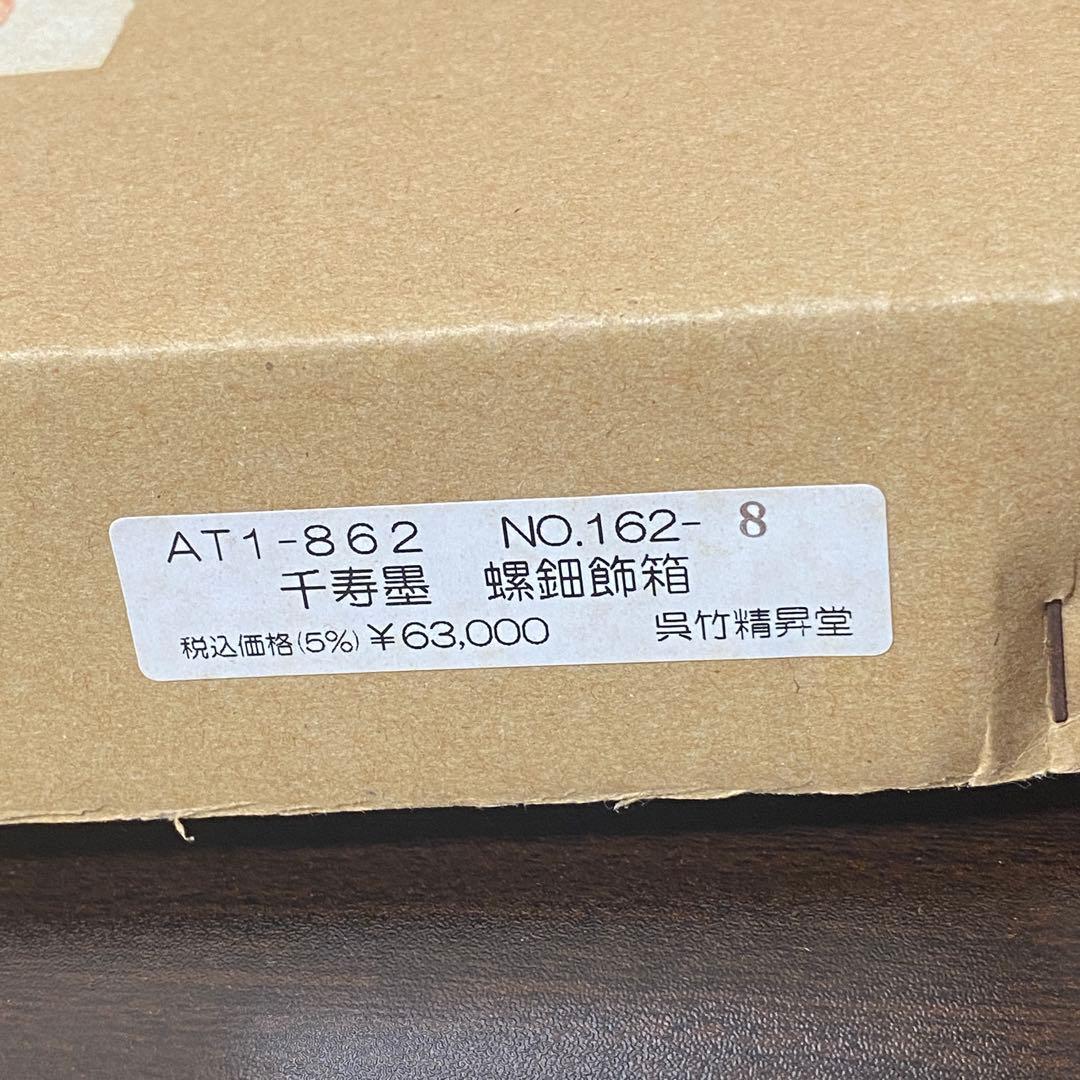 AT1-862 NO.162- 8
千寿墨 螺鈿飾箱
税込価格(5%)¥63,000 呉竹精昇堂